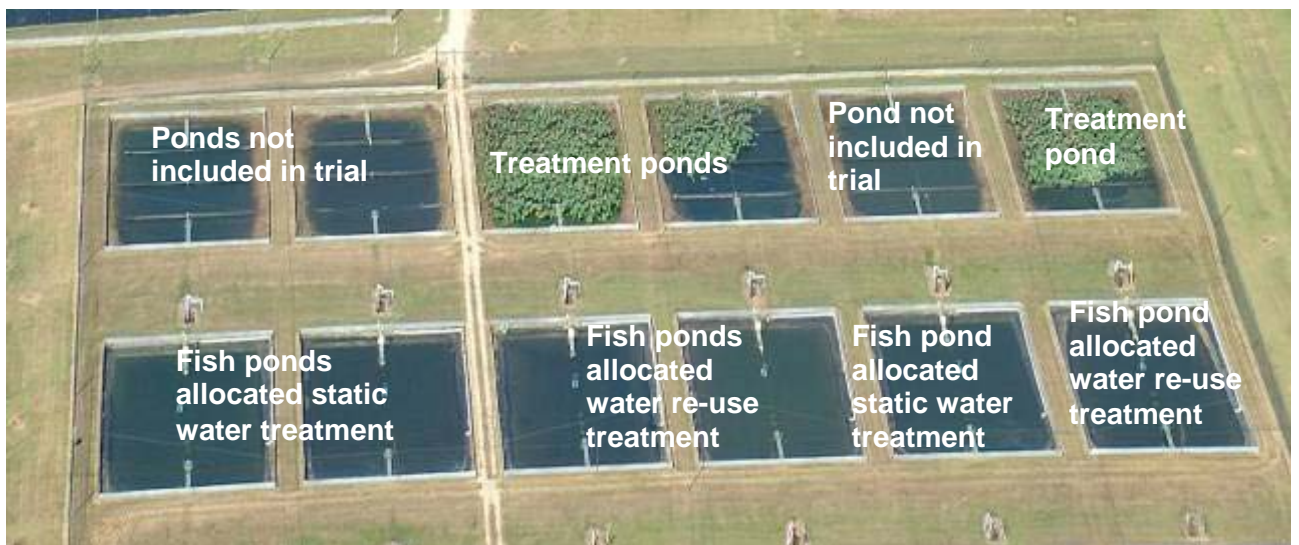 Ponds not
included in trial
Treatment ponds
Pond not
included in
trial
Treatment
pond
Fish ponds
allocated static
water treatment
Fish ponds
allocated
water re-use
treatment
Fish pond
allocated
static water
treatment
Fish pond
allocated
water re-use
treatment